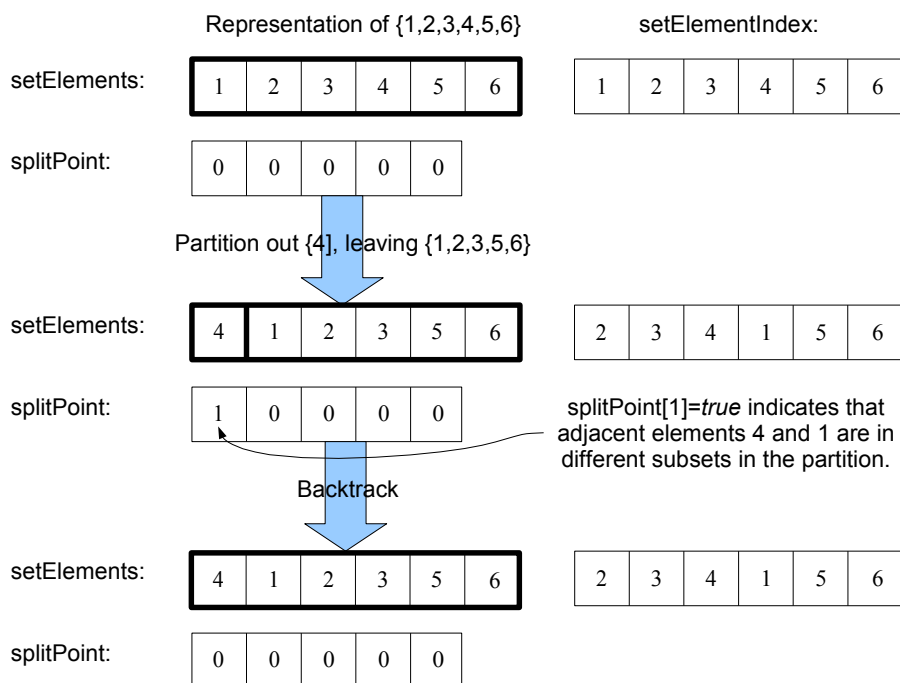 Representation of {1,2,3,4,5,6} setElementIndex:
setElements: 1 2 3 4 5 6 1 2 3 4 5 6
splitPoint: 0 0 0 0 0
Partition out {4], leaving {1,2,3,5,6}
setElements: 4 1 2 3 5 6 2 3 4 1 5 6
splitPoint: 1 0 0 0 0
splitPoint[1]=true indicates that
adjacent elements 4 and 1 are in
different subsets in the partition.
Backtrack
setElements: 4 1 2 3 5 6 2 3 4 1 5 6
splitPoint: 0 0 0 0 0